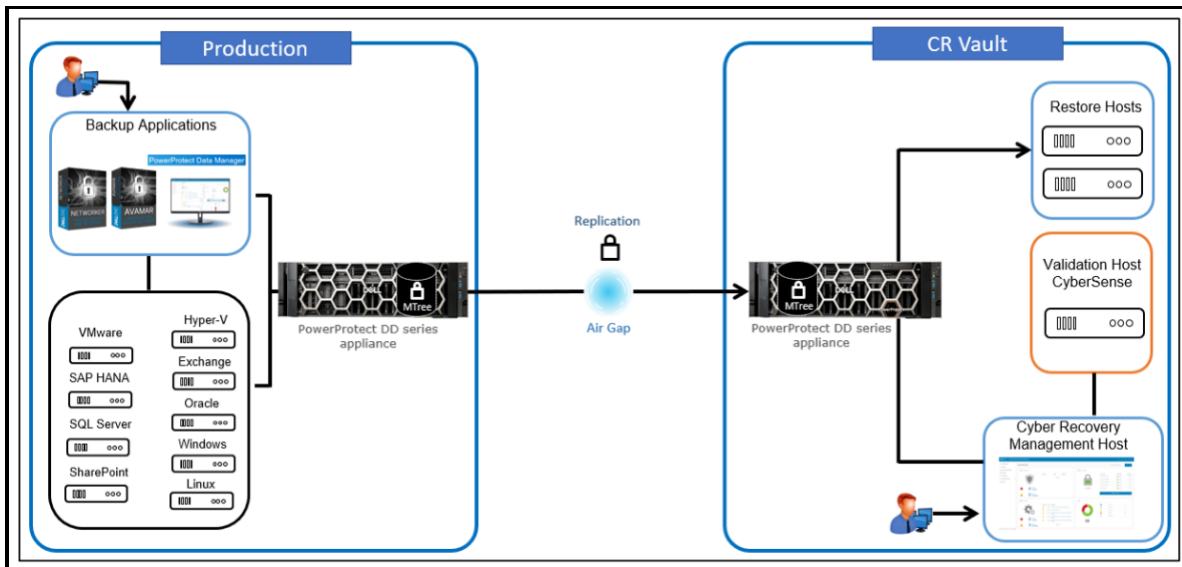 Production
Backup Applications
PowerProtect Data Manager
NETWORKER
AVAMAR
VMware
SAP HANA
SQL Server
SharePoint
Hyper-V
Exchange
Oracle
Windows
Linux
DELL
MTree
PowerProtect DD series
appliance
Replication
Air Gap
CR Vault
MTree
DELL
PowerProtect DD series
appliance
Restore Hosts
Validation Host
CyberSense
Cyber Recovery
Management Host